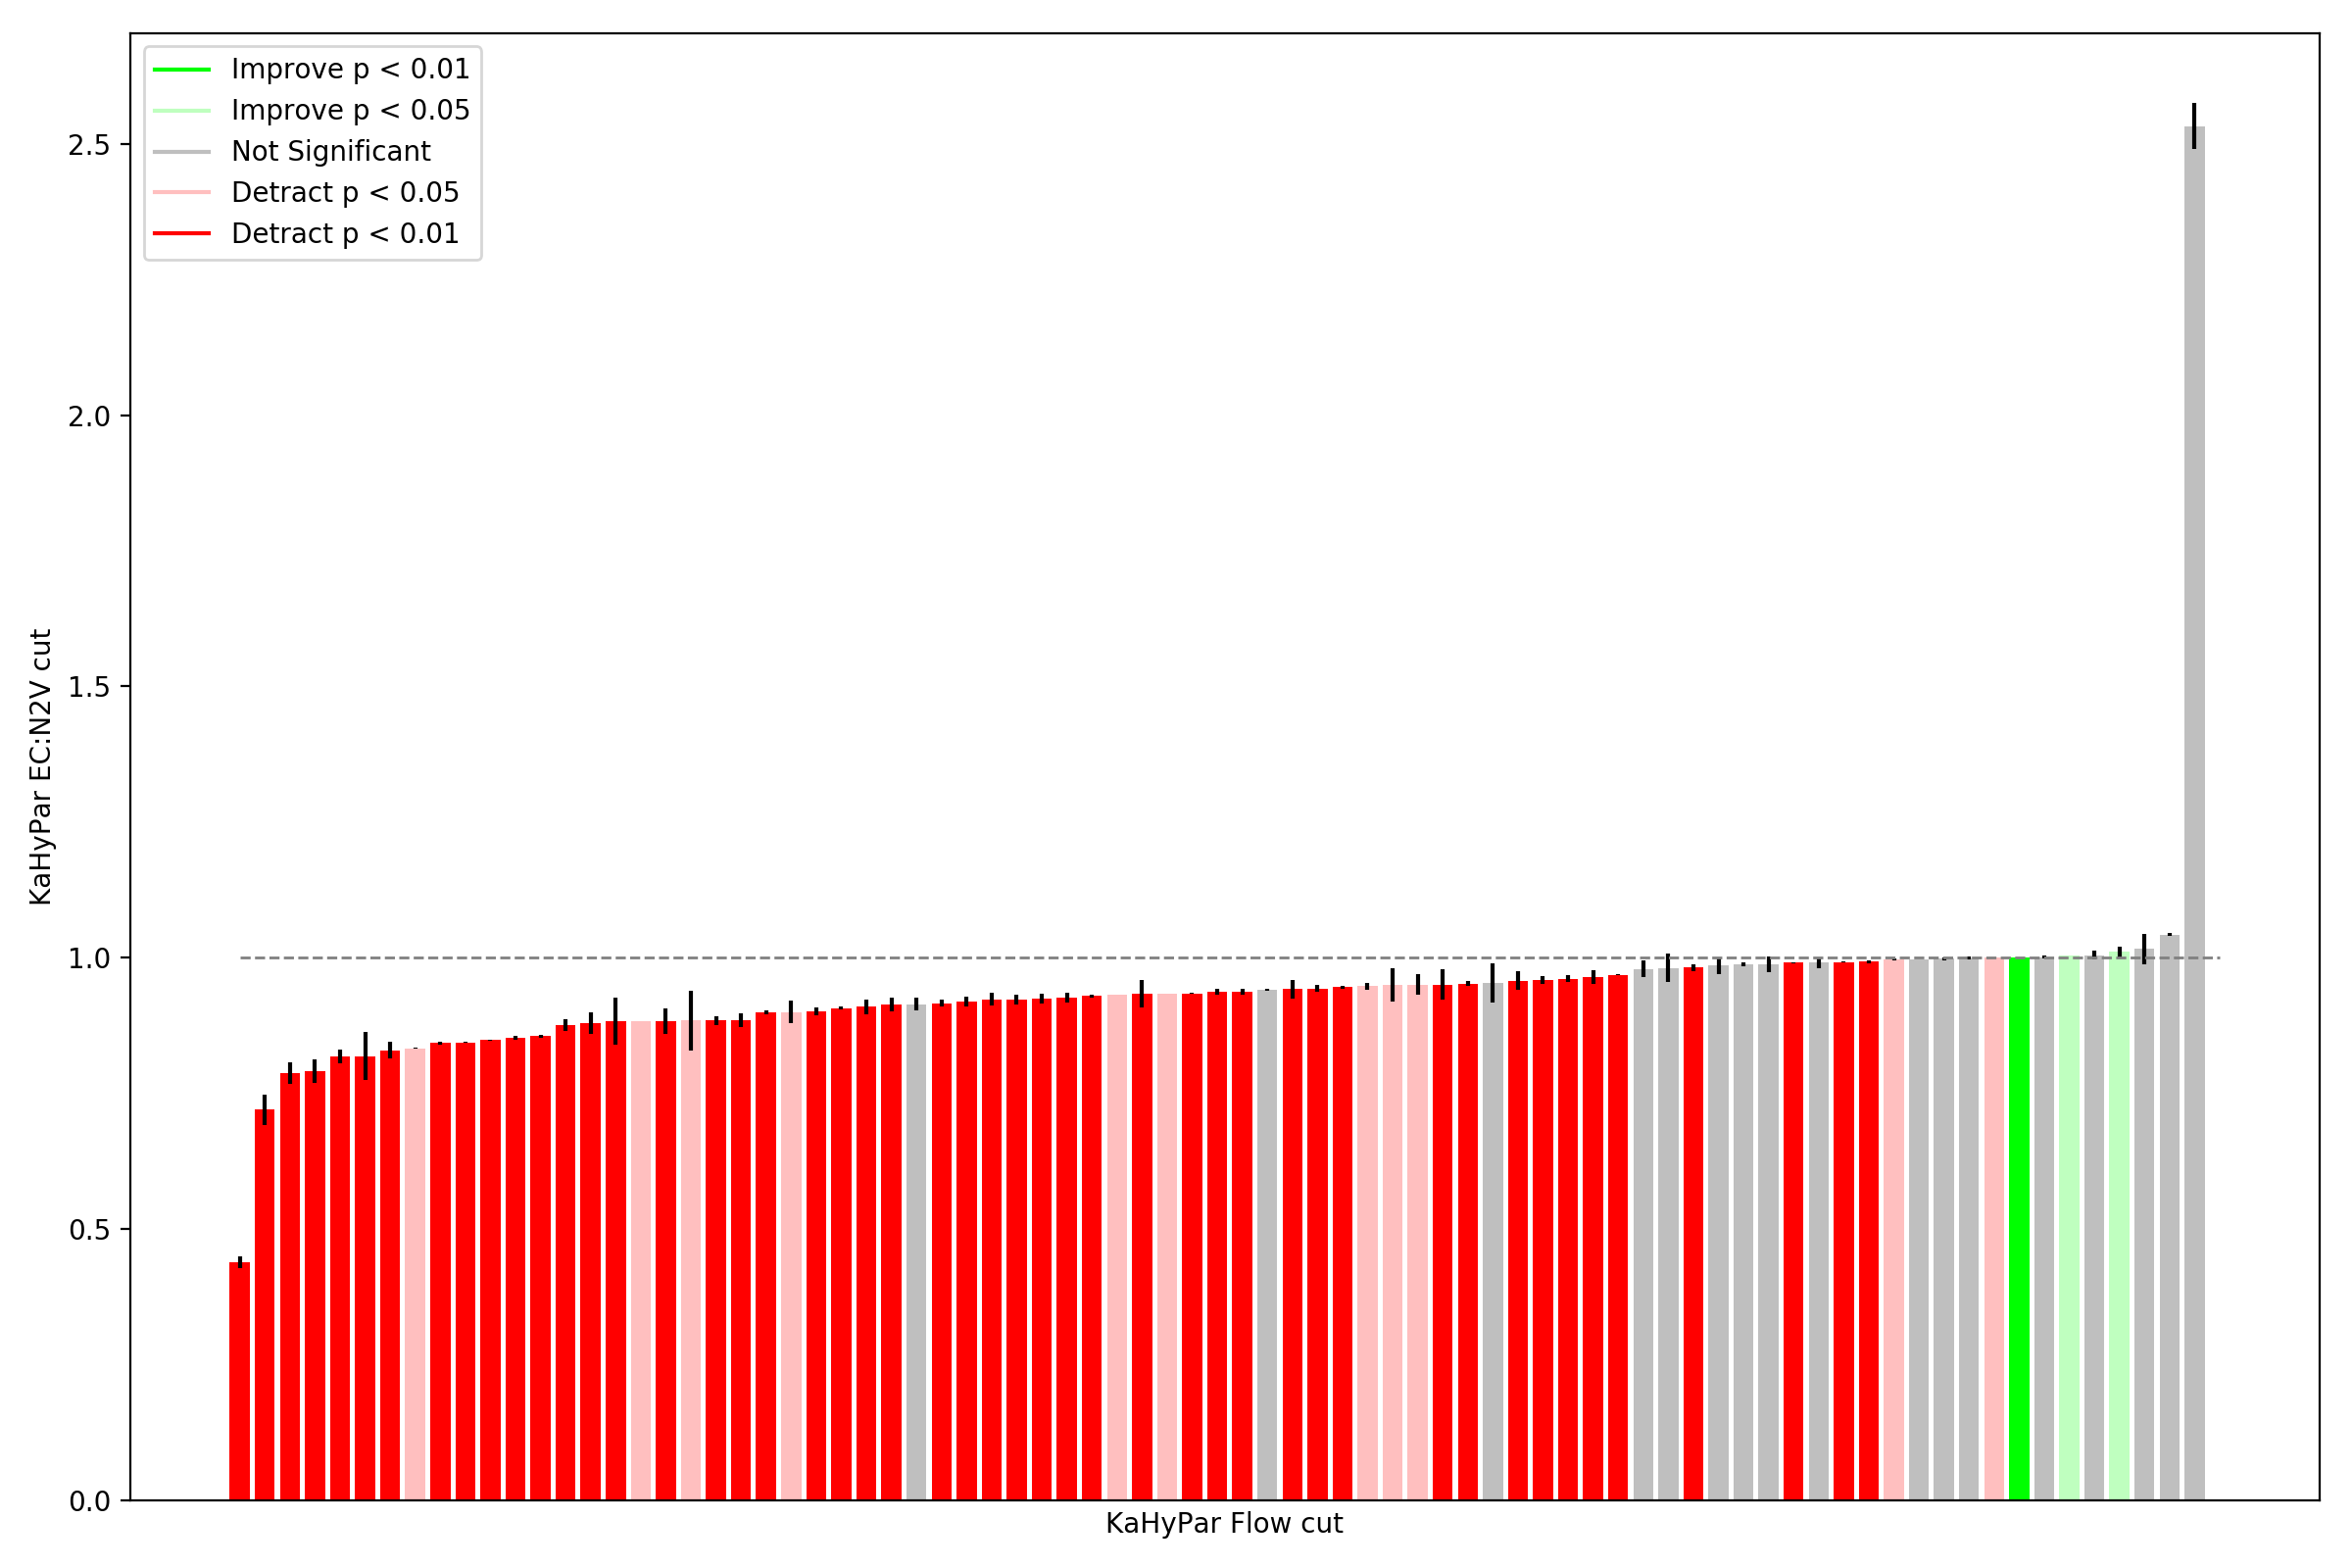 Improve p < 0.01
Improve p < 0.05
Not Significant
Detract p < 0.05
Detract p < 0.01
2.5
2.0
1.5
1.0
0.5
0.0
KaHyPar EC:N2V cut
KaHyPar Flow cut